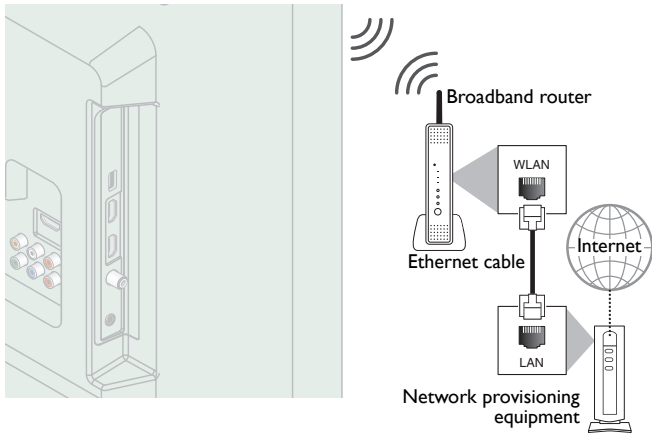 Broadband router
WLAN
Ethernet cable
Internet
LAN
Network provisioning
equipment